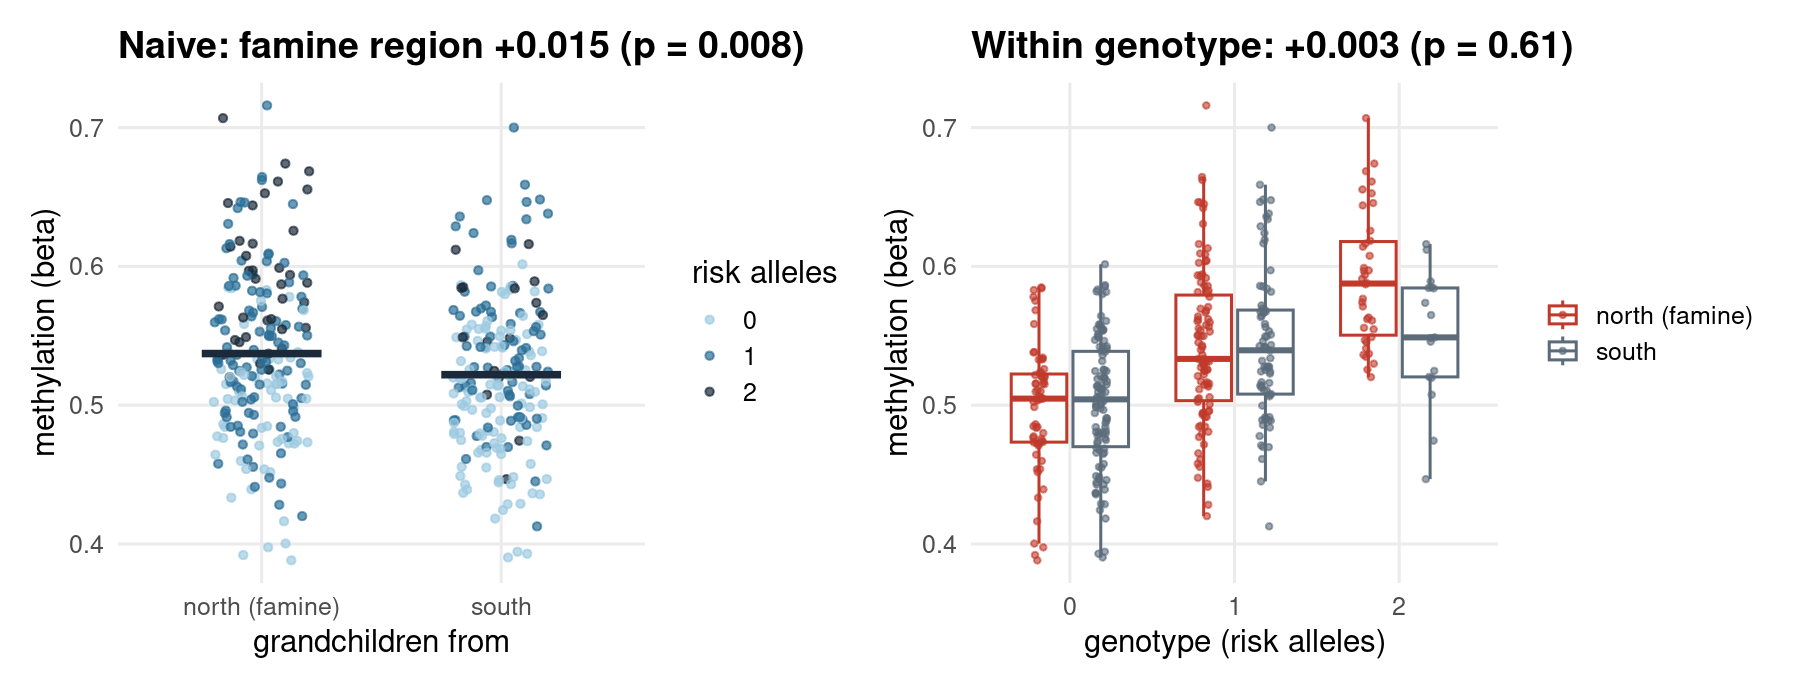 Naive: famine region +0.015 (p = 0.008)
methylation (beta)
0.7
0.6
0.5
0.4
north (famine)
south
grandchildren from
risk alleles
0
1
2
Within genotype: +0.003 (p = 0.61)
methylation (beta)
0.7
0.6
0.5
0.4
0
1
2
genotype (risk alleles)
north (famine)
south